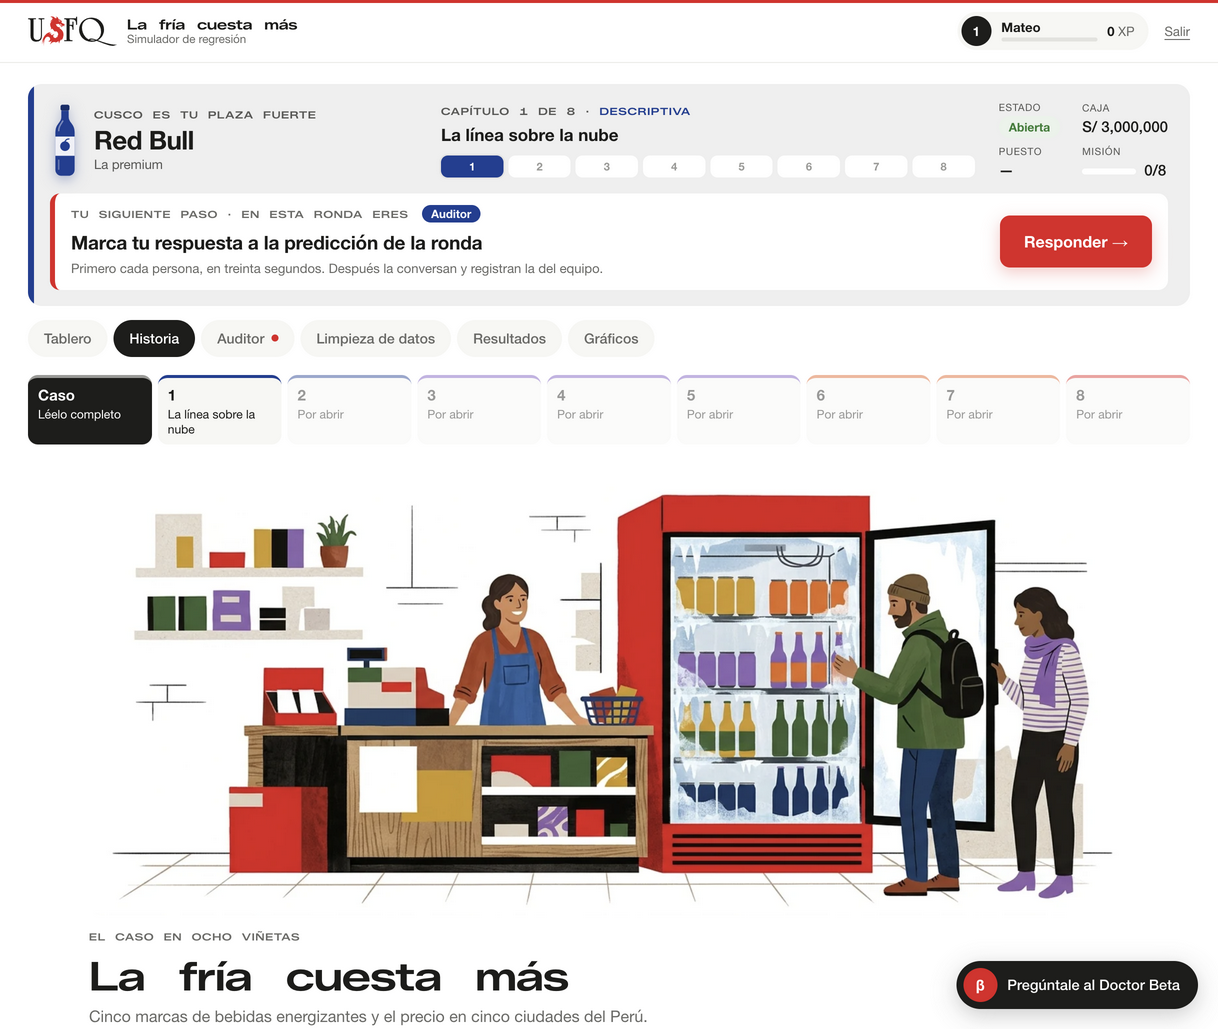 USFQ
La fría cuesta más
Simulador de regresión
1
Mateo
0 XP
Salir
CUSCO ES TU PLAZA FUERTE
Red Bull
La premium
CAPÍTULO 1 DE 8 · DESCRIPTIVA
La línea sobre la nube
1 2 3 4 5 6 7 8
ESTADO
Abierta
CAJA
S/ 3,000,000
PUESTO
—
MISIÓN
0/8
TU SIGUIENTE PASO · EN ESTA RONDA ERES Auditor
Marca tu respuesta a la predicción de la ronda
Primero cada persona, en treinta segundos. Después la conversan y registran la del equipo.
Responder →
Tablero
Historia
Auditor
Limpieza de datos
Resultados
Gráficos
Caso
Léelo completo
1
La línea sobre la
nube
2
Por abrir
3
Por abrir
4
Por abrir
5
Por abrir
6
Por abrir
7
Por abrir
8
Por abrir
EL CASO EN OCHO VIÑETAS
La fría cuesta más
Cinco marcas de bebidas energizantes y el precio en cinco ciudades del Perú.
β
Pregúntale al Doctor Beta